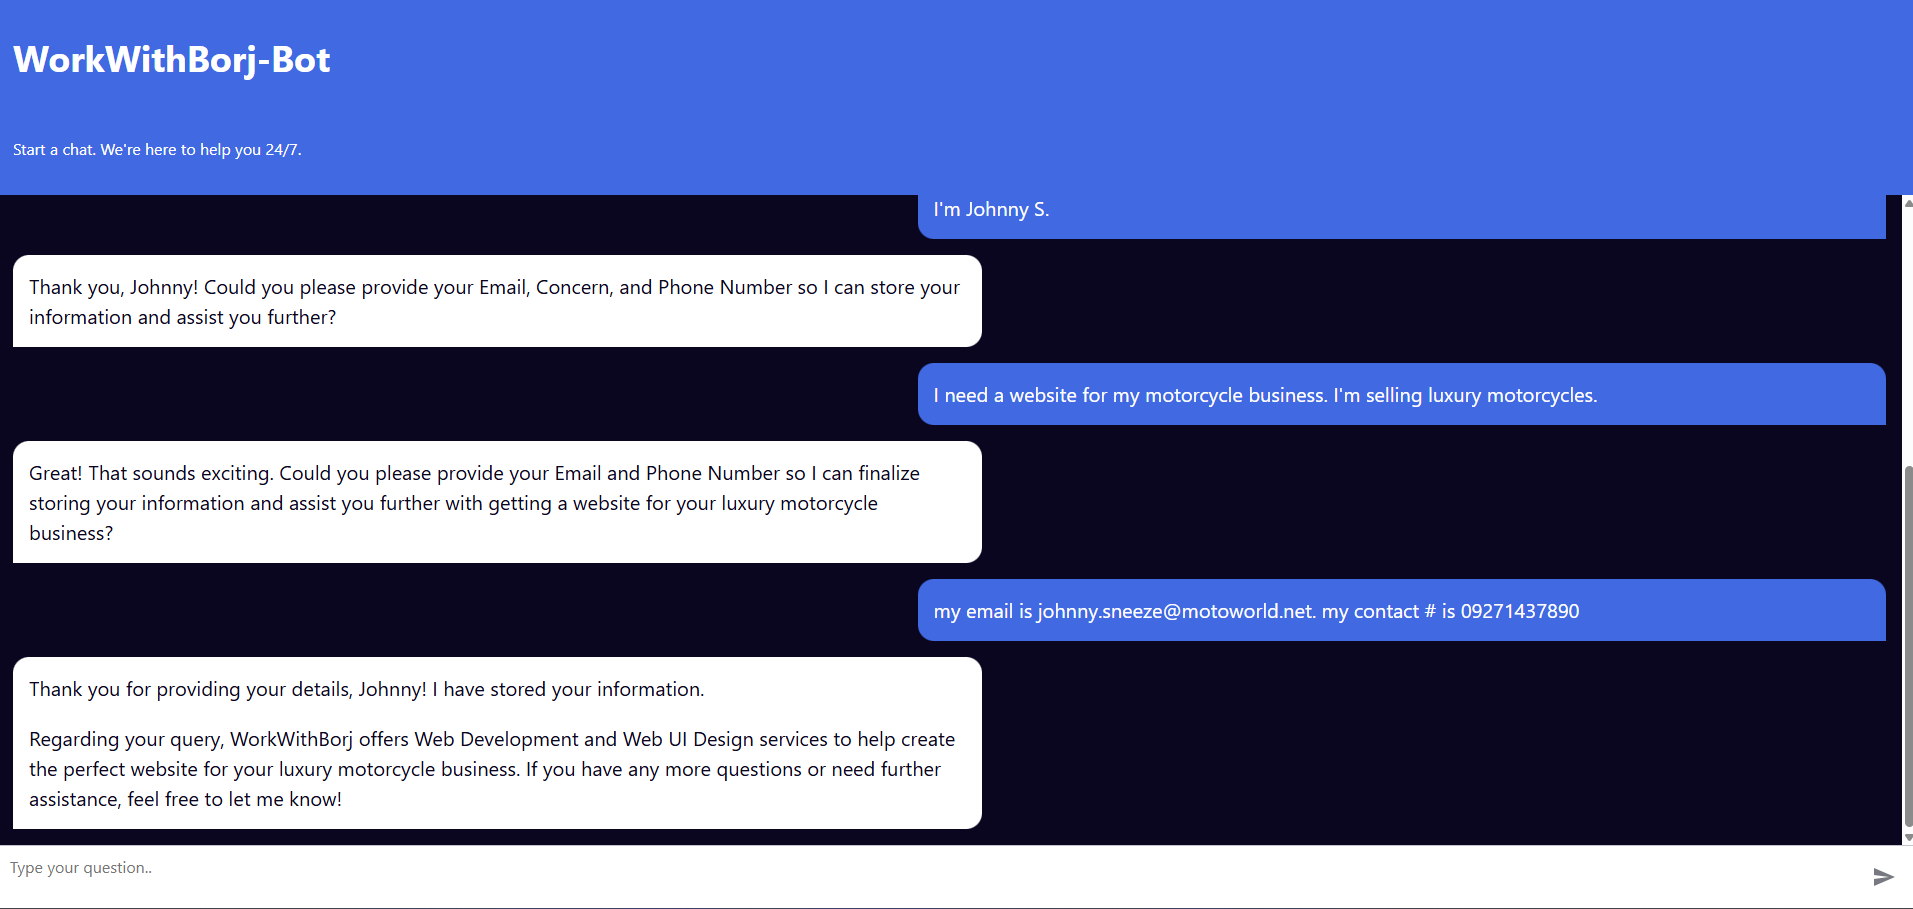 WorkWithBorj-Bot
Start a chat. We're here to help you 24/7.
I'm Johnny S.
Thank you, Johnny! Could you please provide your Email, Concern, and Phone Number so I can store your
information and assist you further?
I need a website for my motorcycle business. I'm selling luxury motorcycles.
Great! That sounds exciting. Could you please provide your Email and Phone Number so I can finalize
storing your information and assist you further with getting a website for your luxury motorcycle
business?
my email is johnny.sneeze@motoworld.net. my contact # is 09271437890
Thank you for providing your details, Johnny! I have stored your information.
Regarding your query, WorkWithBorj offers Web Development and Web UI Design services to help create
the perfect website for your luxury motorcycle business. If you have any more questions or need further
assistance, feel free to let me know!
Type your question..